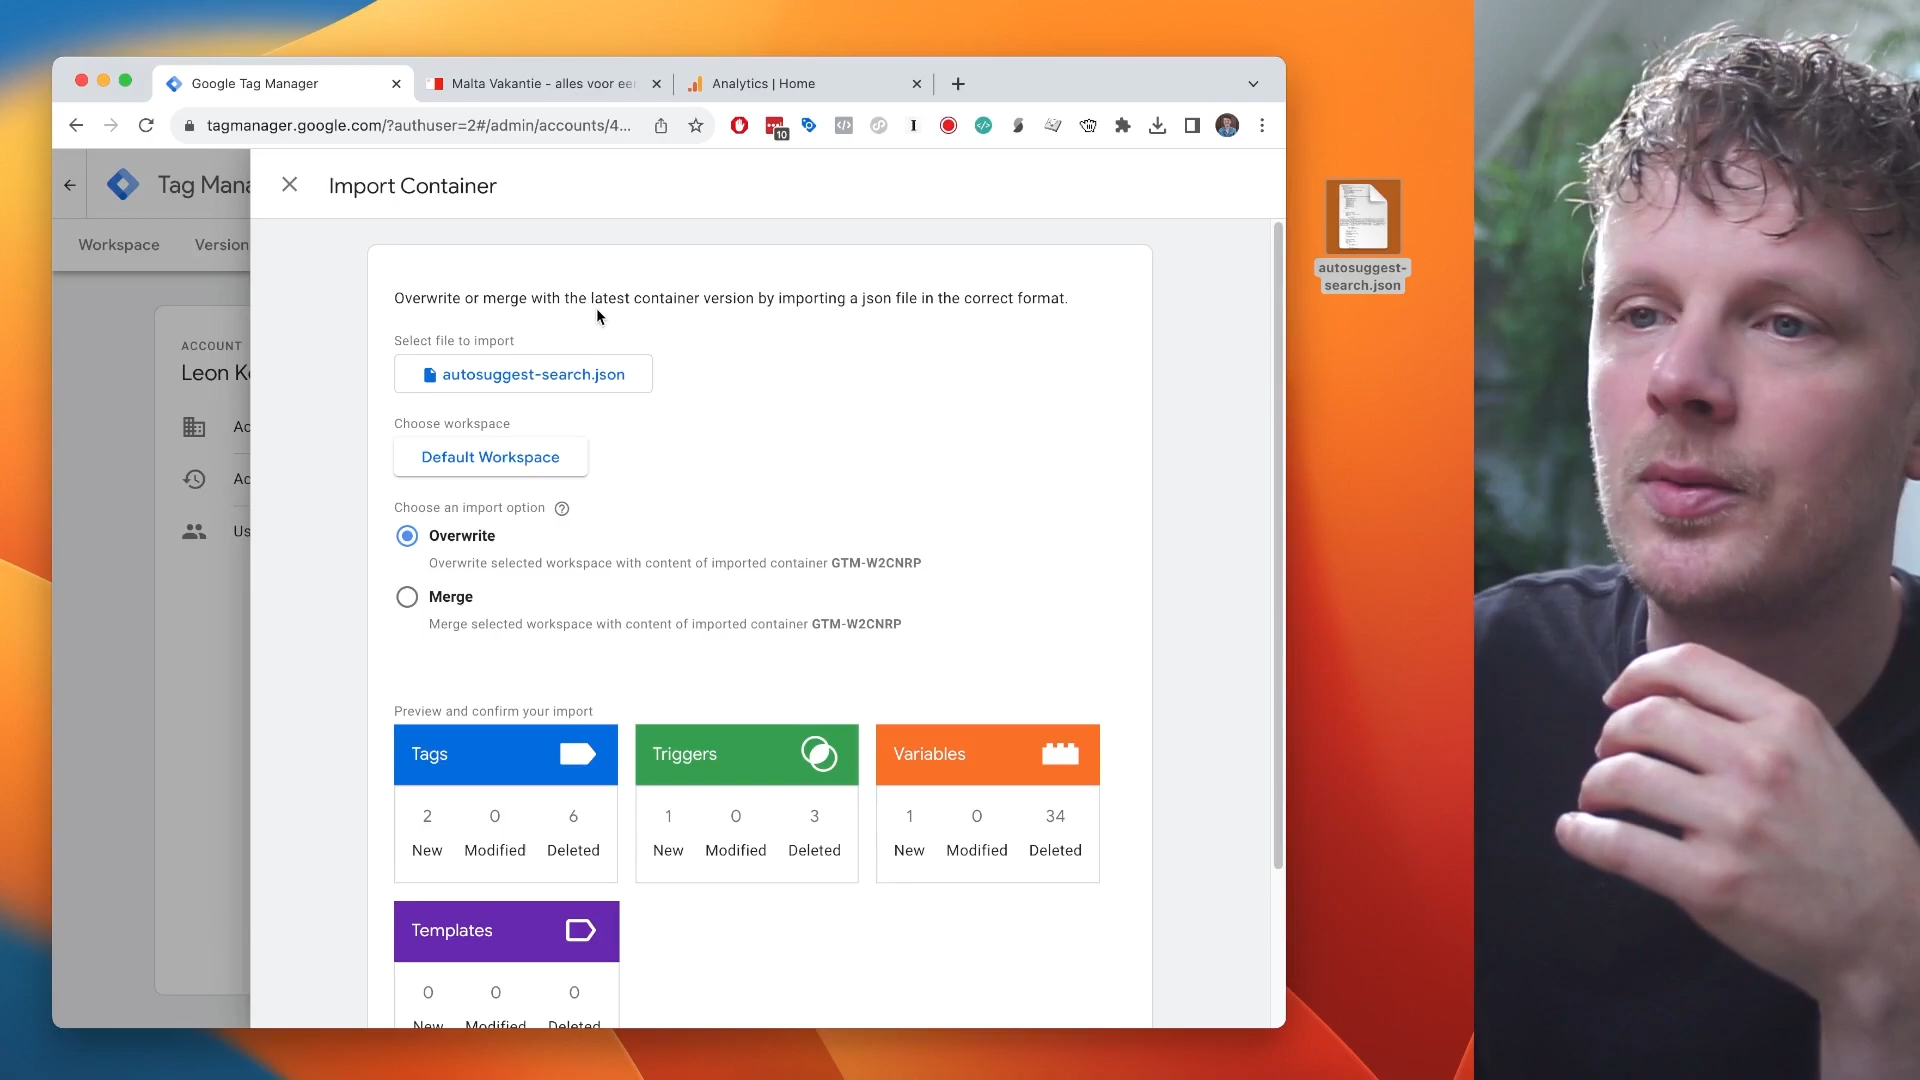 Google Tag Manager
Malta Vakantie - alles voor ee
Analytics | Home
tagmanager.google.com/?authuser=2#/admin/accounts/4...
10
Tag Mana
Import Container
Workspace
Version
ACCOUNT
Leon K
Ac
Ac
Us
Overwrite or merge with the latest container version by importing a json file in the correct format.
Select file to import
autosuggest-search.json
Choose workspace
Default Workspace
Choose an import option
Overwrite
Overwrite selected workspace with content of imported container GTM-W2CNRP
Merge
Merge selected workspace with content of imported container GTM-W2CNRP
Preview and confirm your import
Tags
2 0 6
New Modified Deleted
Triggers
1 0 3
New Modified Deleted
Variables
1 0 34
New Modified Deleted
Templates
0 0 0
New Modified Deleted
autosuggest-
search.json